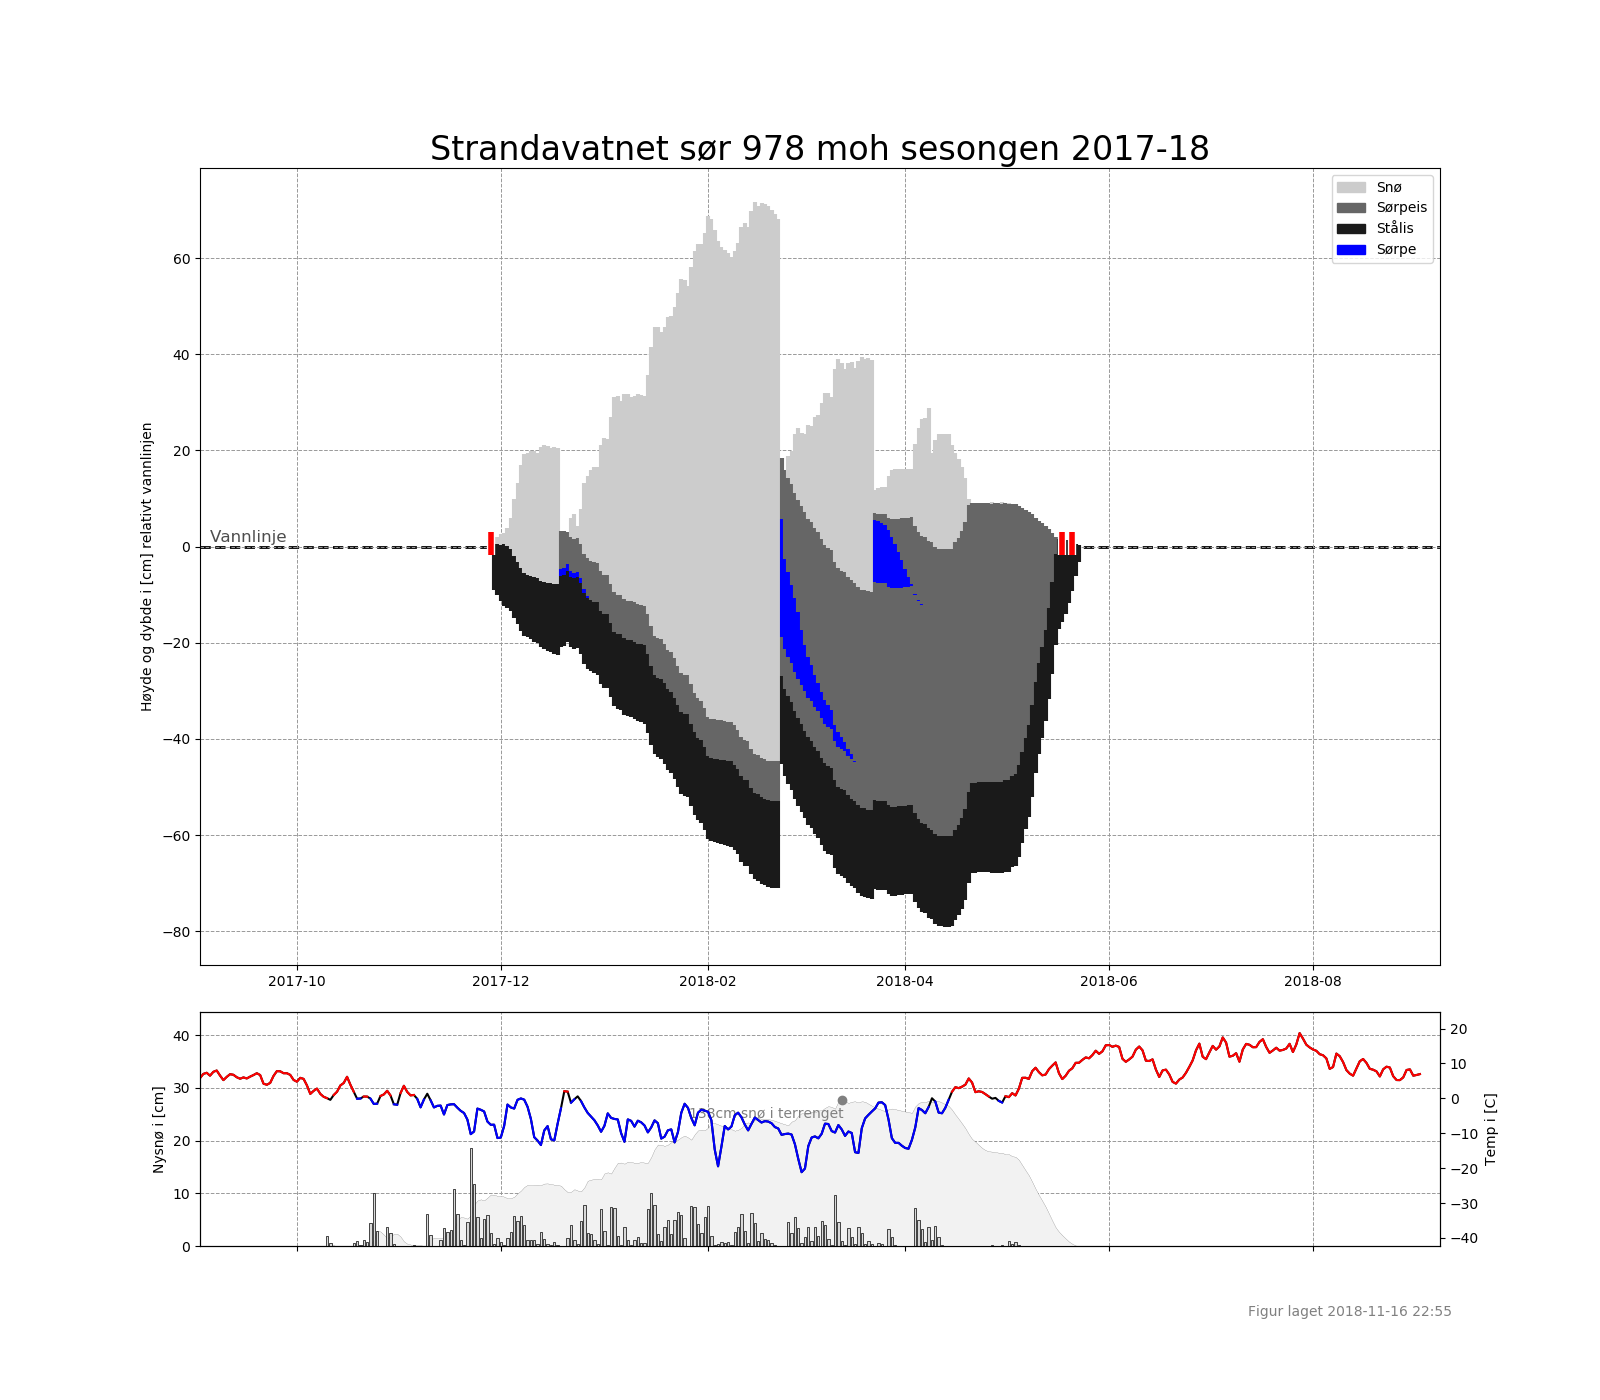 Strandavatnet sør 978 moh sesongen 2017-18
Snø
Sørpeis
Stålis
Sørpe
Høyde og dybde i [cm] relativt vannlinjen
60
40
20
0
−20
−40
−60
−80
Vannlinje
2017-10
2017-12
2018-02
2018-04
2018-06
2018-08
Nysnø i [cm]
40
30
20
10
0
Temp i [C]
20
10
0
−10
−20
−30
−40
cm snø i terrenget
Figur laget 2018-11-16 22:55